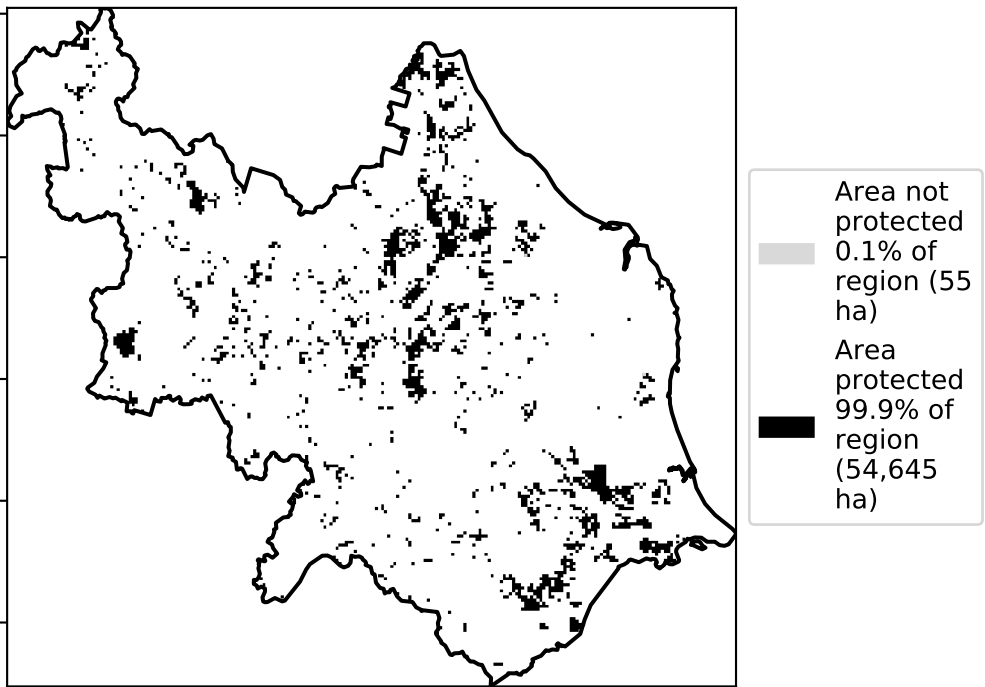 Area not
protected
0.1% of
region (55
ha)
Area
protected
99.9% of
region
(54,645
ha)